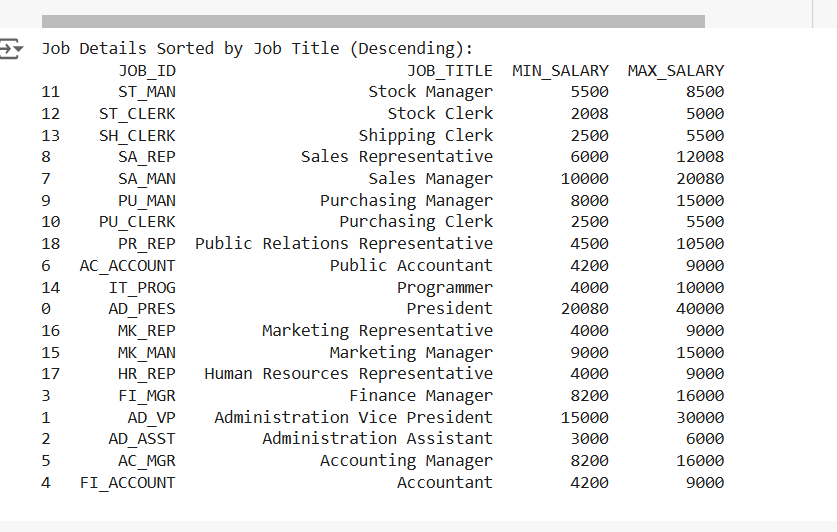 Job Details Sorted by Job Title (Descending):
JOB_ID JOB_TITLE MIN_SALARY MAX_SALARY
11 ST_MAN Stock Manager 5500 8500
12 ST_CLERK Stock Clerk 2008 5000
13 SH_CLERK Shipping Clerk 2500 5500
8 SA_REP Sales Representative 6000 12008
7 SA_MAN Sales Manager 10000 20080
9 PU_MAN Purchasing Manager 8000 15000
10 PU_CLERK Purchasing Clerk 2500 5500
18 PR_REP Public Relations Representative 4500 10500
6 AC_ACCOUNT Public Accountant 4200 9000
14 IT_PROG Programmer 4000 10000
0 AD_PRES President 20080 40000
16 MK_REP Marketing Representative 4000 9000
15 MK_MAN Marketing Manager 9000 15000
17 HR_REP Human Resources Representative 4000 9000
3 FI_MGR Finance Manager 8200 16000
1 AD_VP Administration Vice President 15000 30000
2 AD_ASST Administration Assistant 3000 6000
5 AC_MGR Accounting Manager 8200 16000
4 FI_ACCOUNT Accountant 4200 9000